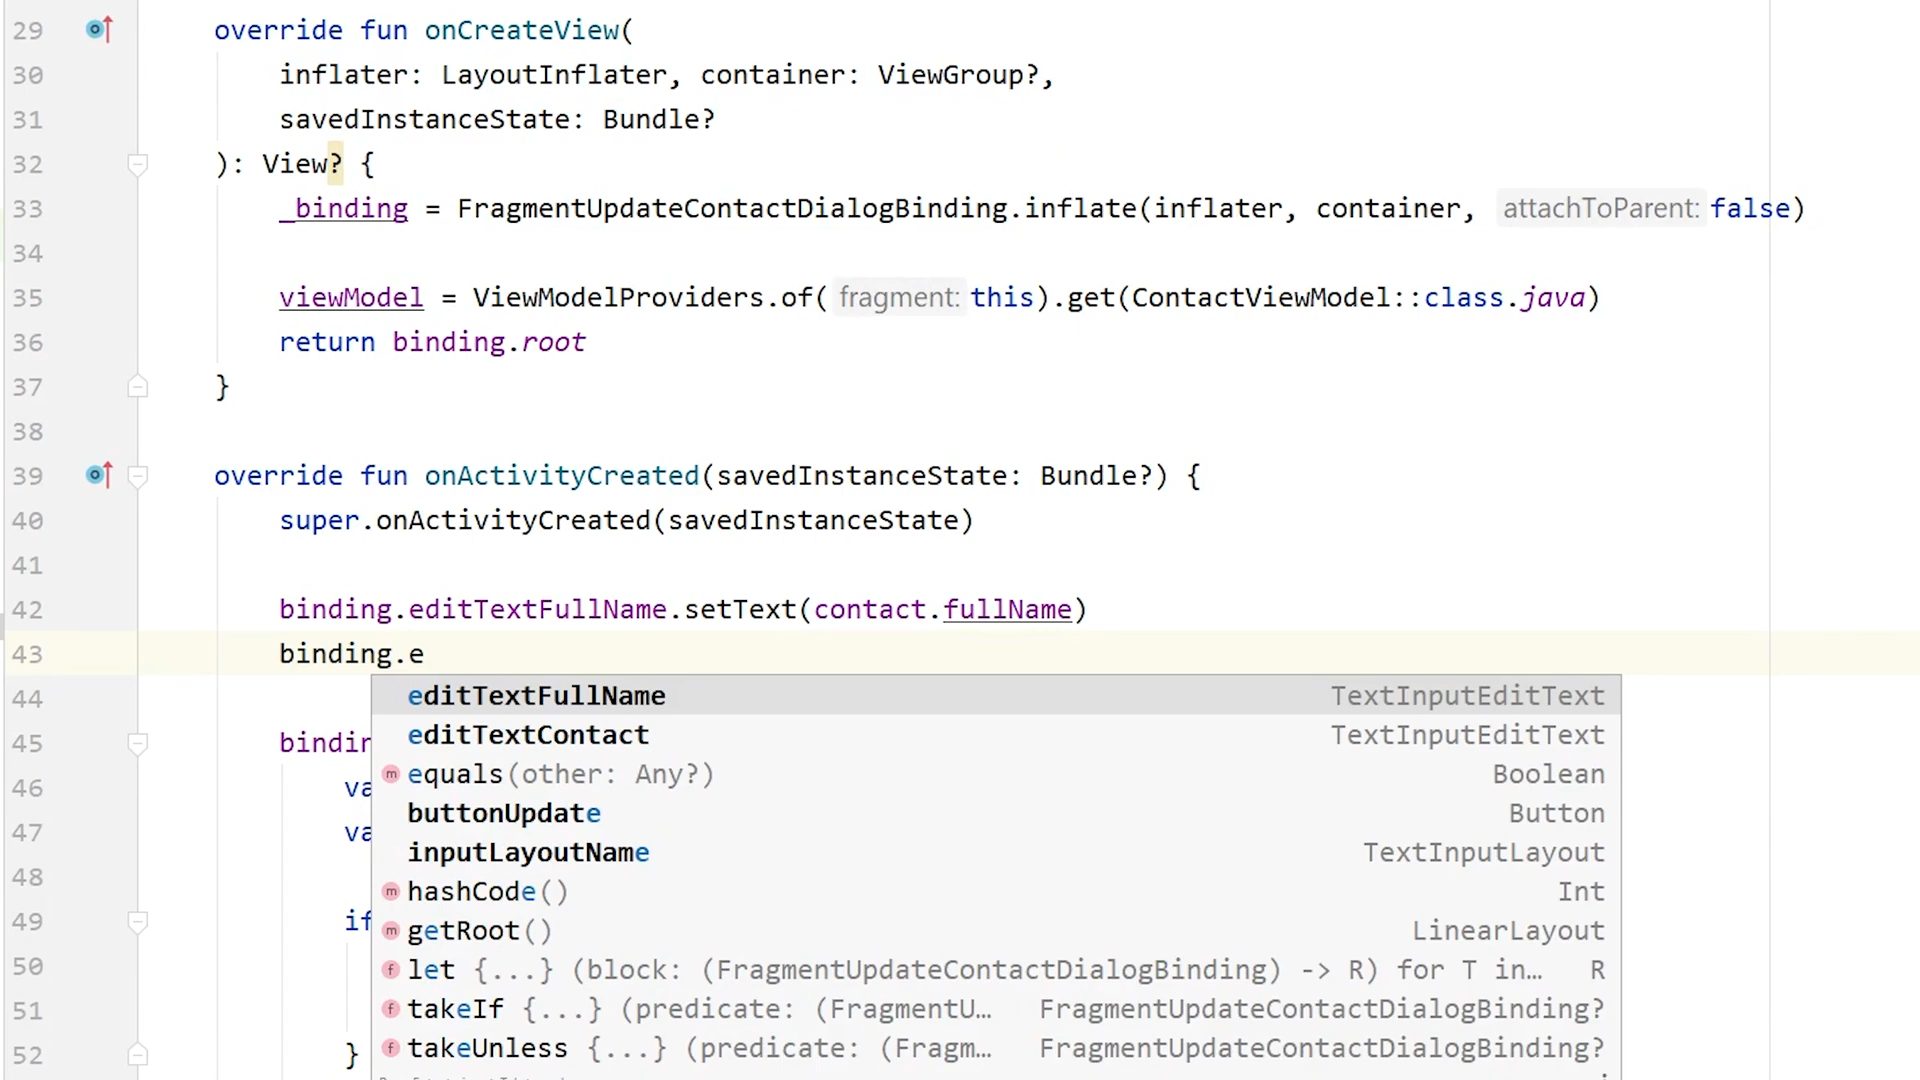 29 override fun onCreateView(
30 inflater: LayoutInflater, container: ViewGroup?,
31 savedInstanceState: Bundle?
32 ): View? {
33 _binding = FragmentUpdateContactDialogBinding.inflate(inflater, container, attachToParent: false)
34
35 viewModel = ViewModelProviders.of( fragment: this).get(ContactViewModel::class.java)
36 return binding.root
37 }
38
39 override fun onActivityCreated(savedInstanceState: Bundle?) {
40 super.onActivityCreated(savedInstanceState)
41
42 binding.editTextFullName.setText(contact.fullName)
43 binding.e
44 editTextFullName TextInputEditText
editTextContact TextInputEditText
45 bindin
m equals(other: Any?) Boolean
46 va
buttonUpdate Button
47 va
inputLayoutName TextInputLayout
48 m hashCode() Int
49 if
m getRoot() LinearLayout
50 f let {...} (block: (FragmentUpdateContactDialogBinding) -> R) for T in... R
51 f takeIf {...} (predicate: (FragmentU... FragmentUpdateContactDialogBinding?
52 } f takeUnless {...} (predicate: (Fragm... FragmentUpdateContactDialogBinding?